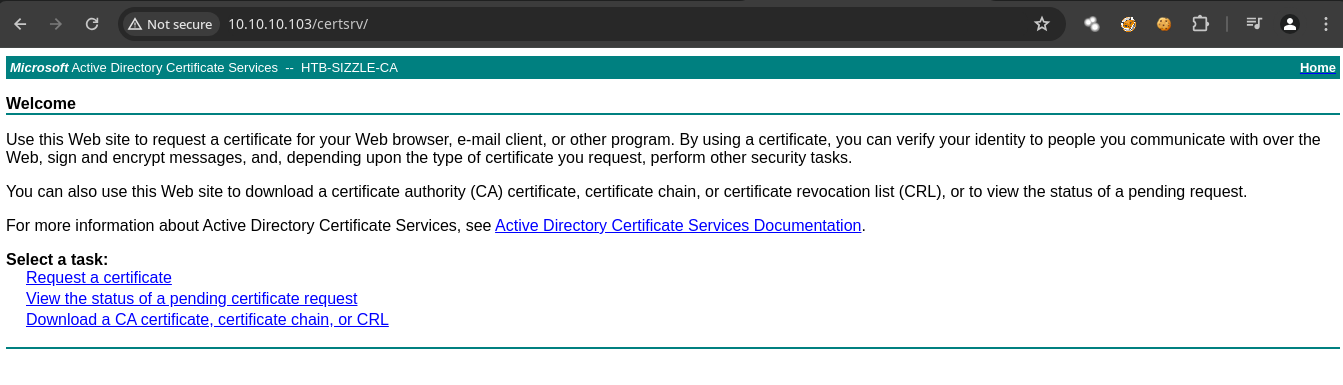 Not secure 10.10.10.103/certsrv/
Microsoft Active Directory Certificate Services -- HTB-SIZZLE-CA Home
Welcome
Use this Web site to request a certificate for your Web browser, e-mail client, or other program. By using a certificate, you can verify your identity to people you communicate with over the
Web, sign and encrypt messages, and, depending upon the type of certificate you request, perform other security tasks.
You can also use this Web site to download a certificate authority (CA) certificate, certificate chain, or certificate revocation list (CRL), or to view the status of a pending request.
For more information about Active Directory Certificate Services, see Active Directory Certificate Services Documentation.
Select a task:
Request a certificate
View the status of a pending certificate request
Download a CA certificate, certificate chain, or CRL